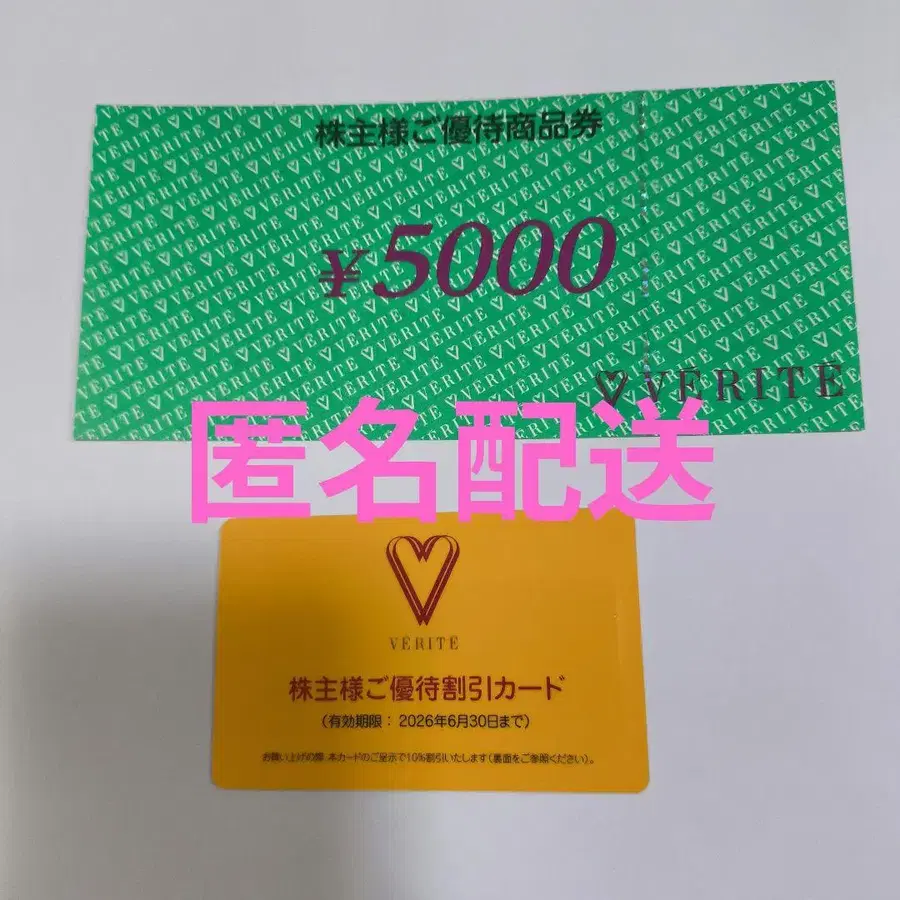 株主様ご優待商品券
¥5000
VERITE
匿名配送
VERITE
株主様ご優待割引カード
(有効期限: 2026年6月30日まで)
お買い上げの際 本カードのご呈示で10%割引いたします(裏面をご参照ください)。